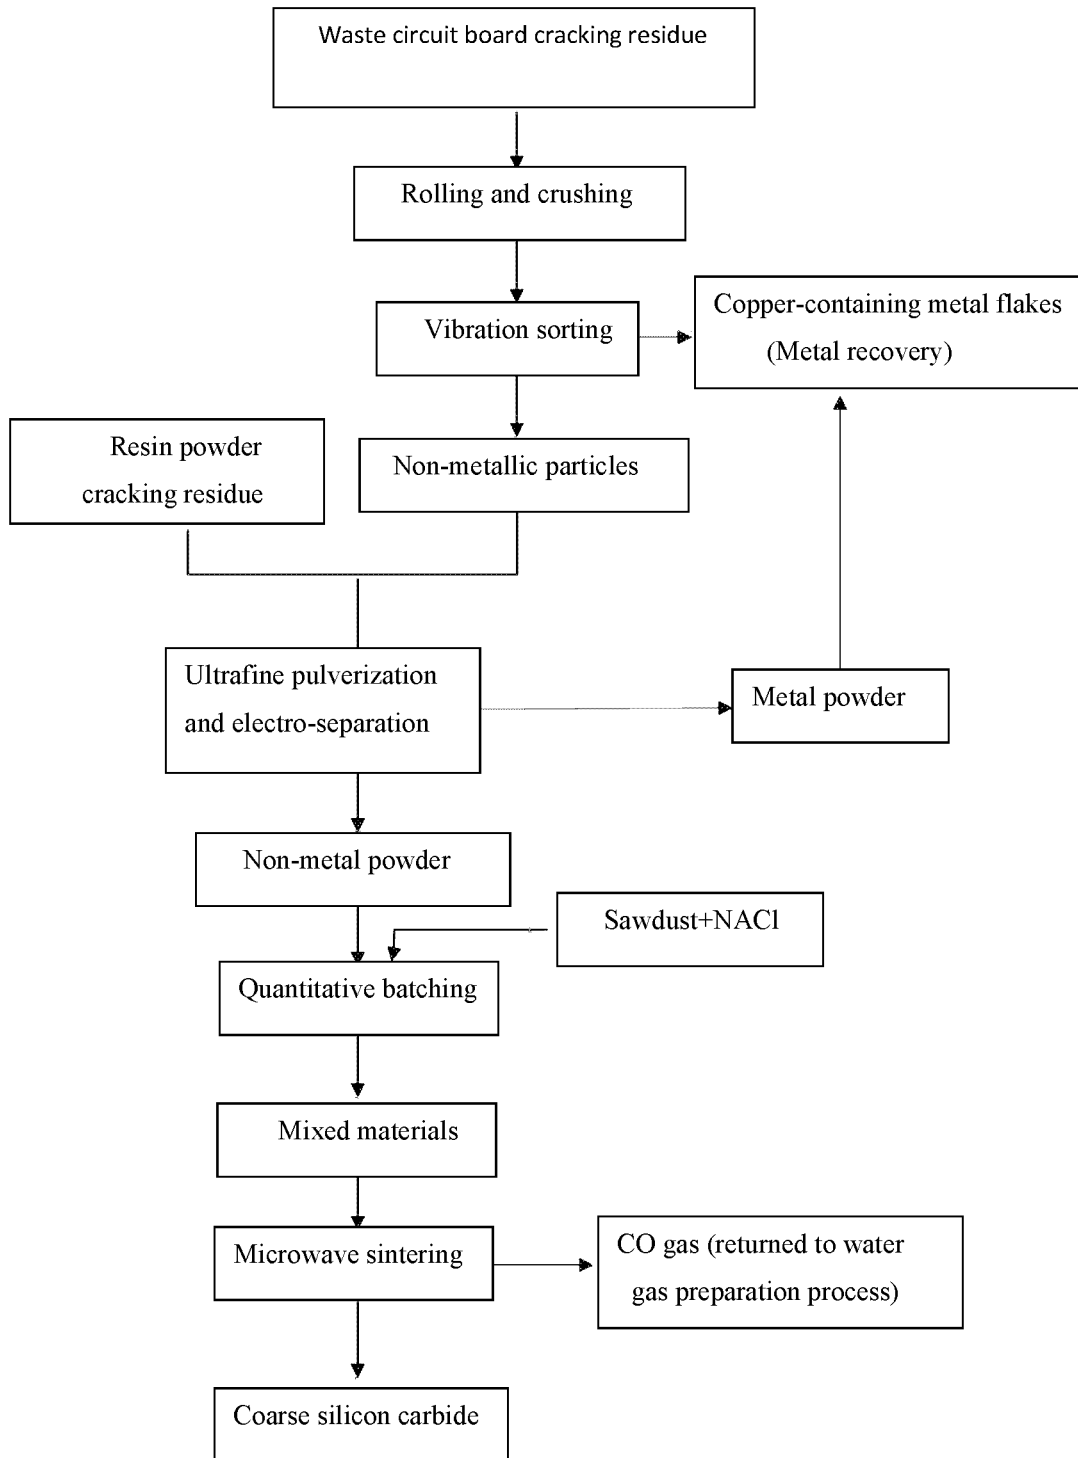 Waste circuit board cracking residue
Rolling and crushing
Vibration sorting
Copper-containing metal flakes
(Metal recovery)
Resin powder
cracking residue
Non-metallic particles
Ultrafine pulverization
and electro-separation
Metal powder
Non-metal powder
Sawdust+NACl
Quantitative batching
Mixed materials
Microwave sintering
CO gas (returned to water
gas preparation process)
Coarse silicon carbide